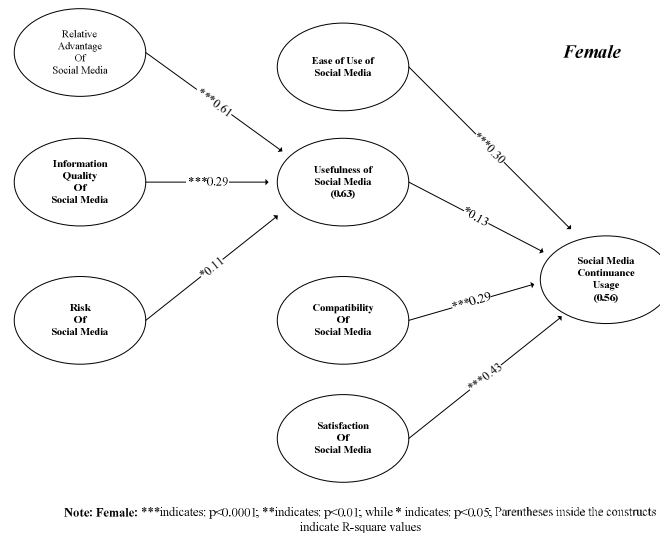 Relative
Advantage
Of
Social Media
Ease of Use of
Social Media
Female
***0.61
***0.30
Information
Quality
Of
Social Media
***0.29
Usefulness of
Social Media
(0.63)
*0.13
Social Media
Continuance
Usage
(0.56)
*0.11
Risk
Of
Social Media
Compatibility
Of
Social Media
***0.29
***0.43
Satisfaction
Of
Social Media
Note: Female: ***indicates; p<0.0001; **indicates; p<0.01; while * indicates; p<0.05; Parentheses inside the constructs
indicate R-square values